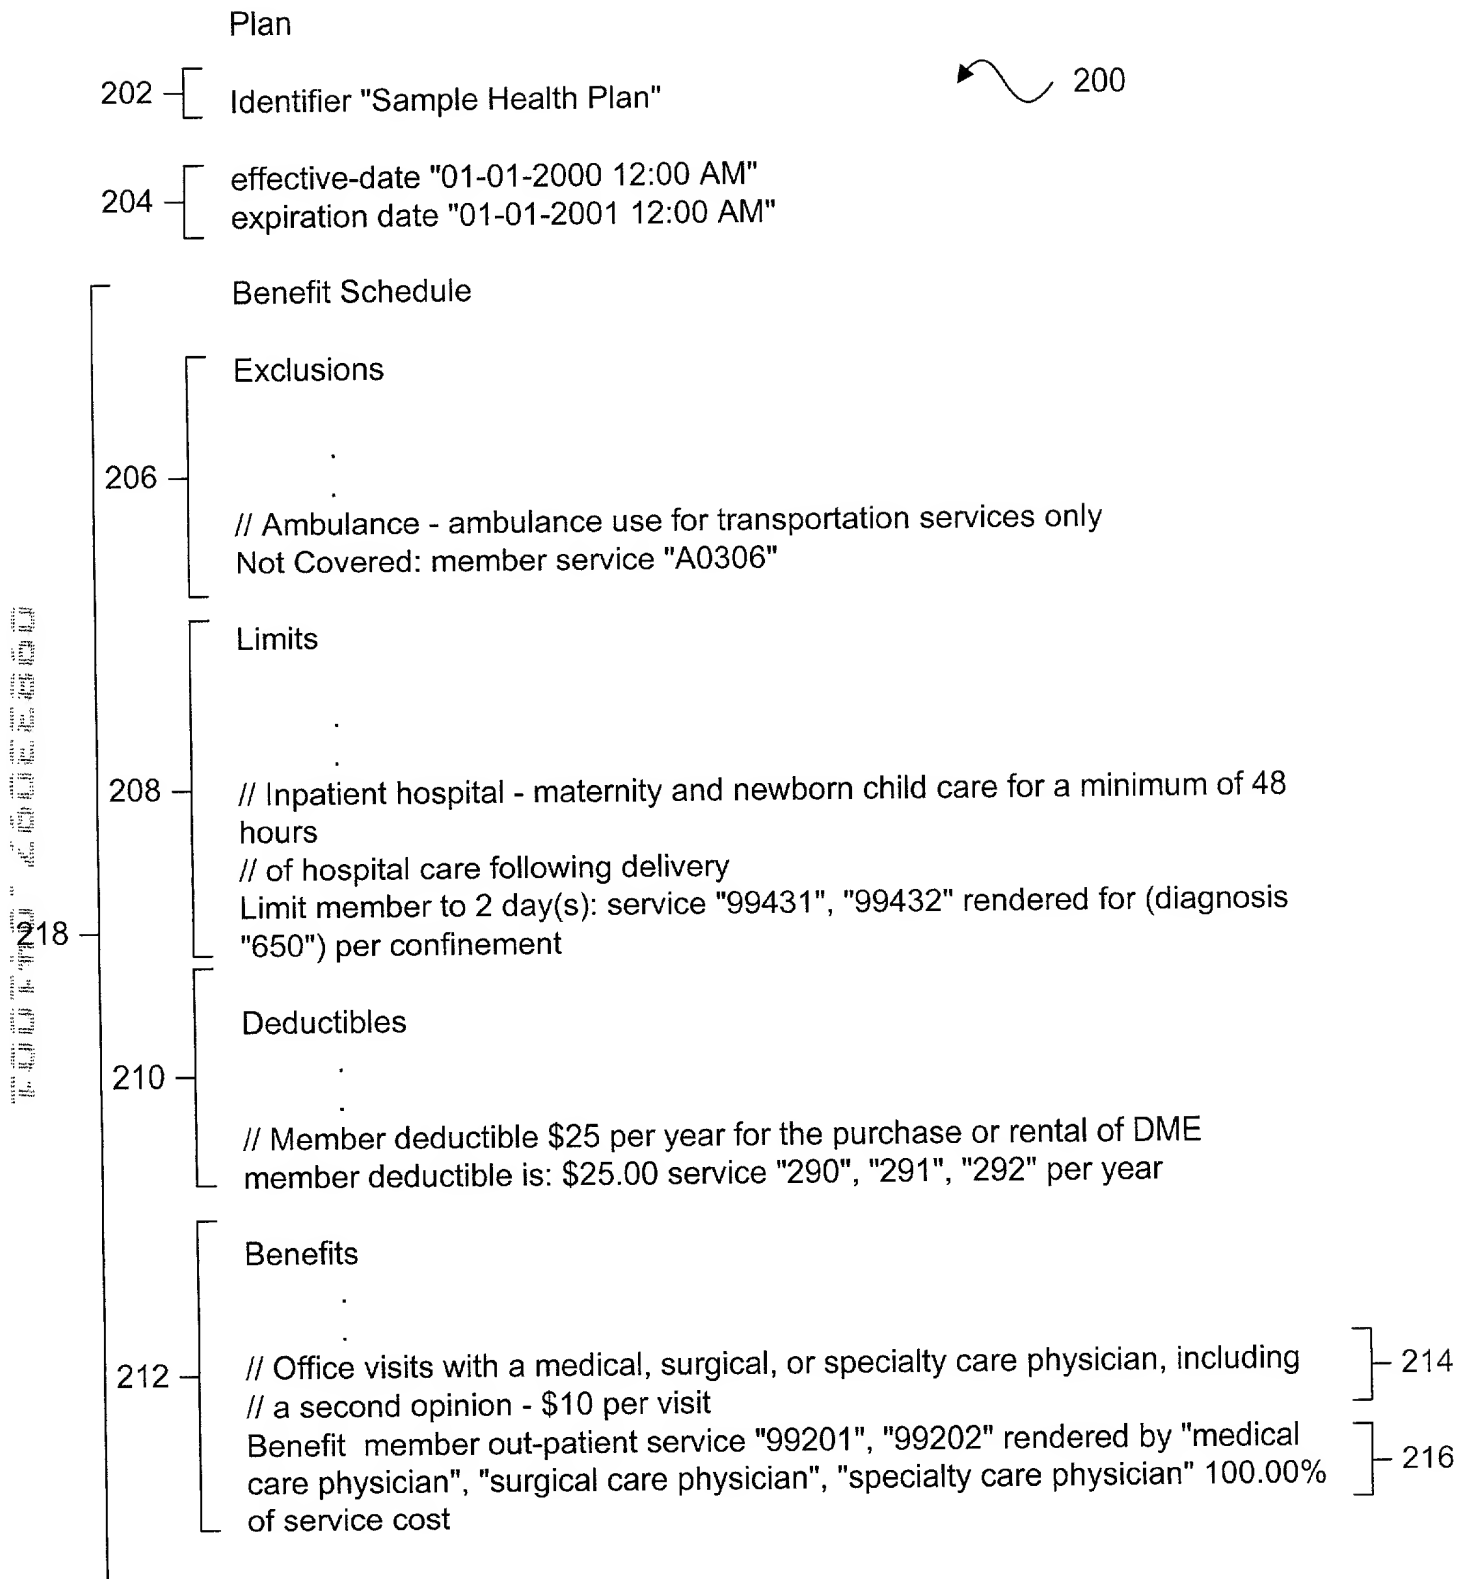 Plan
200
202 Identifier "Sample Health Plan"
204 effective-date "01-01-2000 12:00 AM"
expiration date "01-01-2001 12:00 AM"
Benefit Schedule
Exclusions
.
206
.
// Ambulance - ambulance use for transportation services only
Not Covered: member service "A0306"
Limits
.
.
208 // Inpatient hospital - maternity and newborn child care for a minimum of 48
hours
// of hospital care following delivery
Limit member to 2 day(s): service "99431", "99432" rendered for (diagnosis
218 "650") per confinement
Deductibles
.
210
.
// Member deductible $25 per year for the purchase or rental of DME
member deductible is: $25.00 service "290", "291", "292" per year
Benefits
.
.
212 // Office visits with a medical, surgical, or specialty care physician, including 214
// a second opinion - $10 per visit
Benefit member out-patient service "99201", "99202" rendered by "medical 216
care physician", "surgical care physician", "specialty care physician" 100.00%
of service cost